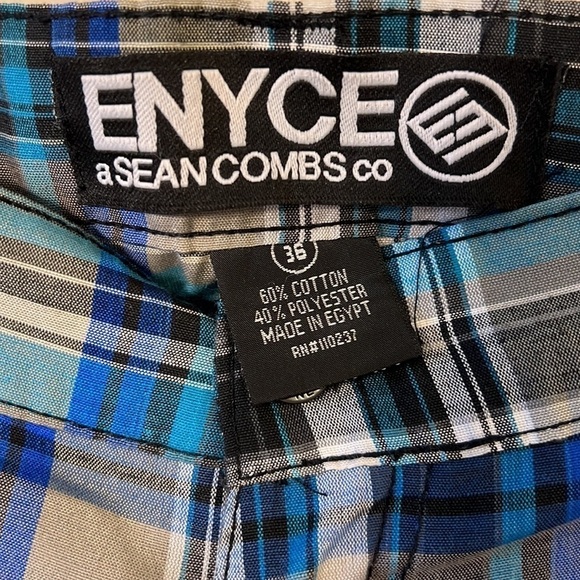 ENYCE
a SEAN COMBS co
36
60% COTTON
40% POLYESTER
MADE IN EGYPT
RN#110237